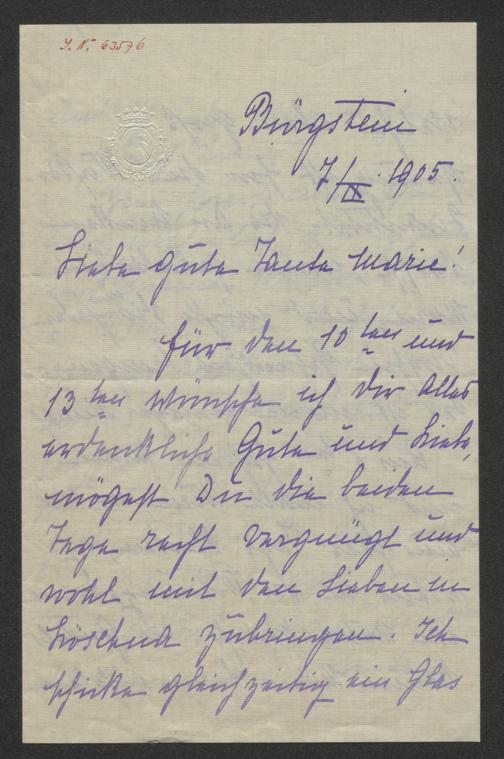 J. N. 63576
Bürgstein
7/IX. 1905.
Liebe gute Tante Marie!
für den 10ten und
13ten wünsche ich dir alles
erdenkliche Gute und Liebe,
mögest Du die beiden
Tage recht vergnügt und
wohl mit den Lieben in
zubringen. Ich
schicke gleichzeitig ein Glas